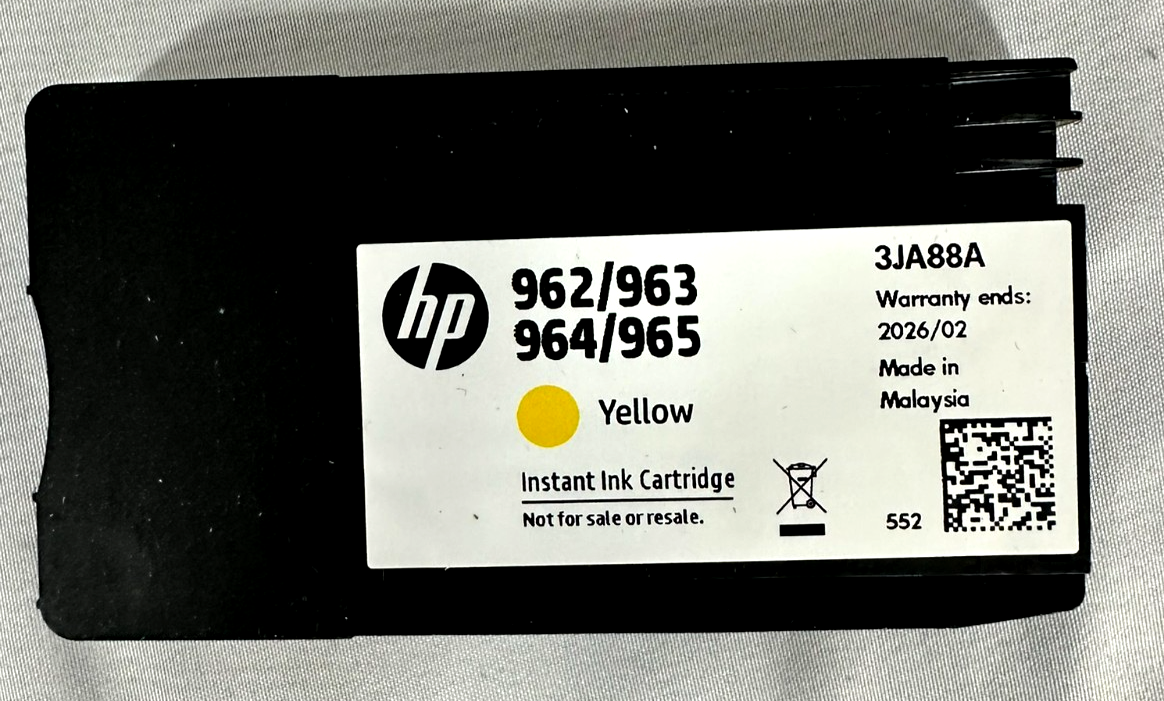 hp
962/963
964/965
Yellow
Instant Ink Cartridge
Not for sale or resale.
3JA88A
Warranty ends:
2026/02
Made in
Malaysia
552